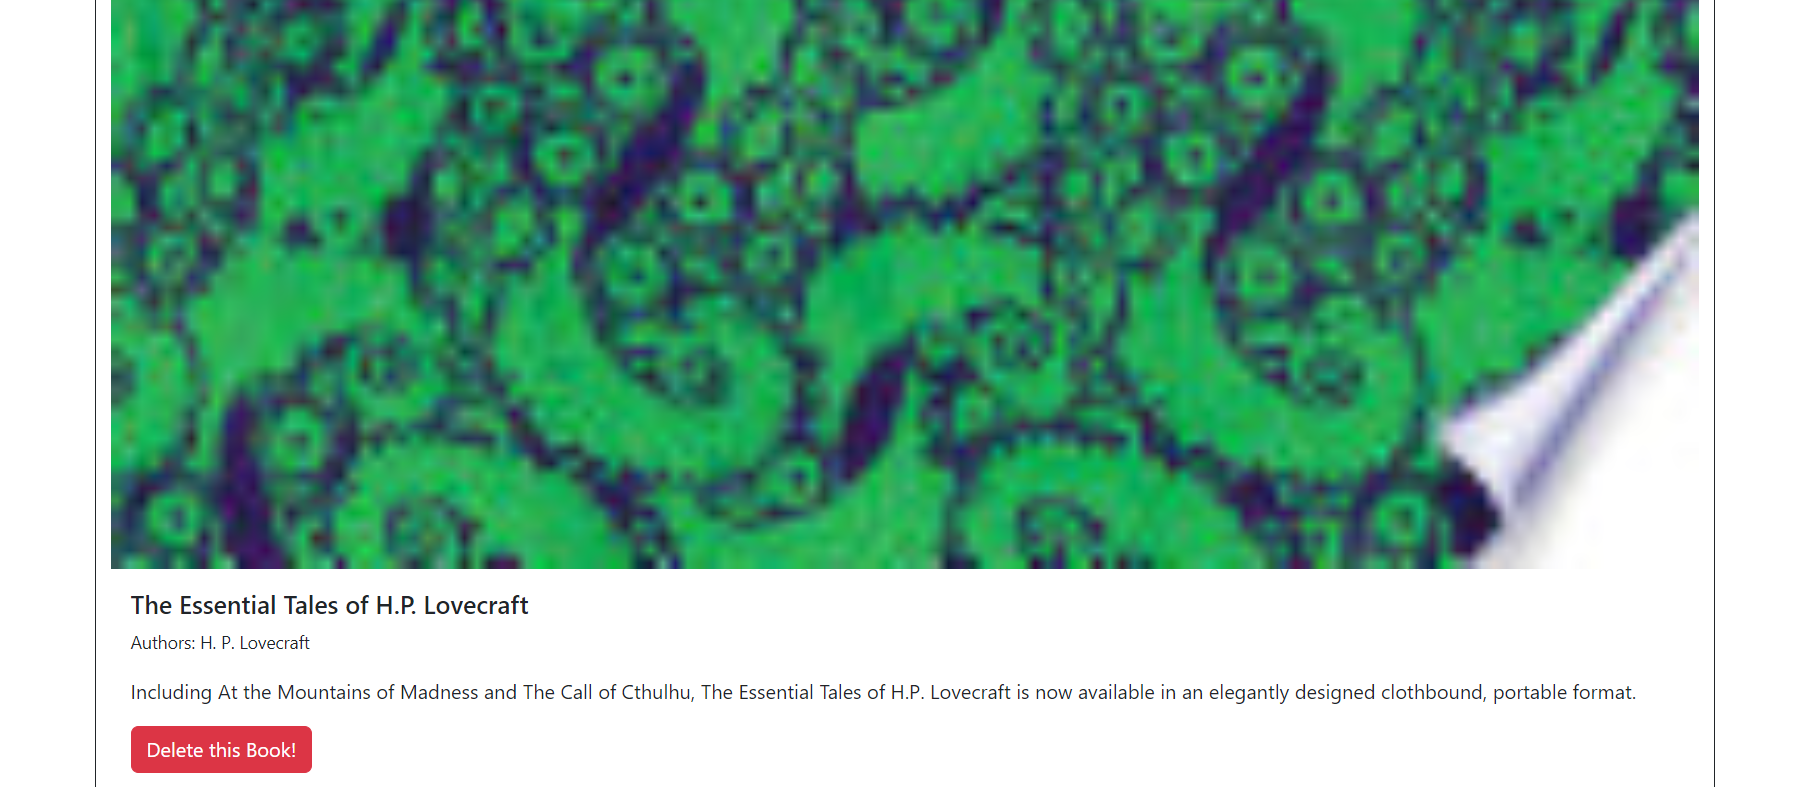 The Essential Tales of H.P. Lovecraft
Authors: H. P. Lovecraft
Including At the Mountains of Madness and The Call of Cthulhu, The Essential Tales of H.P. Lovecraft is now available in an elegantly designed clothbound, portable format.
Delete this Book!